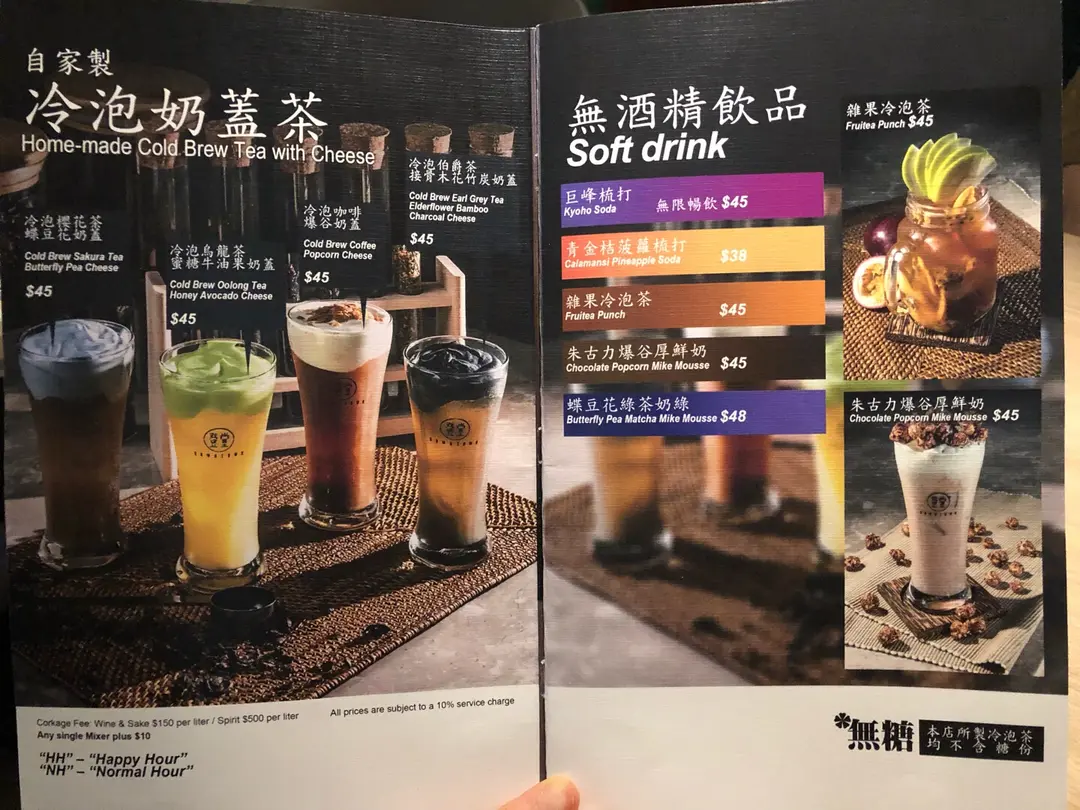 自家製
冷泡奶蓋茶
Home-made Cold Brew Tea with Cheese
冷泡櫻花茶
蝶豆花奶蓋
Cold Brew Sakura Tea
Butterfly Pea Cheese
$45
冷泡烏龍茶
蜜糖牛油果奶蓋
Cold Brew Oolong Tea
Honey Avocado Cheese
$45
冷泡咖啡
爆谷奶蓋
Cold Brew Coffee
Popcorn Cheese
$45
冷泡伯爵茶
接骨木花竹炭奶蓋
Cold Brew Earl Grey Tea
Elderflower Bamboo
Charcoal Cheese
$45
Corkage Fee: Wine & Sake $150 per liter / Spirit $500 per liter
Any single Mixer plus $10
All prices are subject to a 10% service charge
“HH” – “Happy Hour”
“NH” – “Normal Hour”
無酒精飲品
Soft drink
巨峰梳打
Kyoho Soda
無限暢飲 $45
青金桔菠蘿梳打
Calamansi Pineapple Soda $38
雜果冷泡茶
Fruitea Punch $45
朱古力爆谷厚鮮奶
Chocolate Popcorn Mike Mousse $45
蝶豆花綠茶奶綠
Butterfly Pea Matcha Mike Mousse $48
雜果冷泡茶
Fruitea Punch $45
朱古力爆谷厚鮮奶
Chocolate Popcorn Mike Mousse $45
*無糖
本店所製冷泡茶
均不含糖份